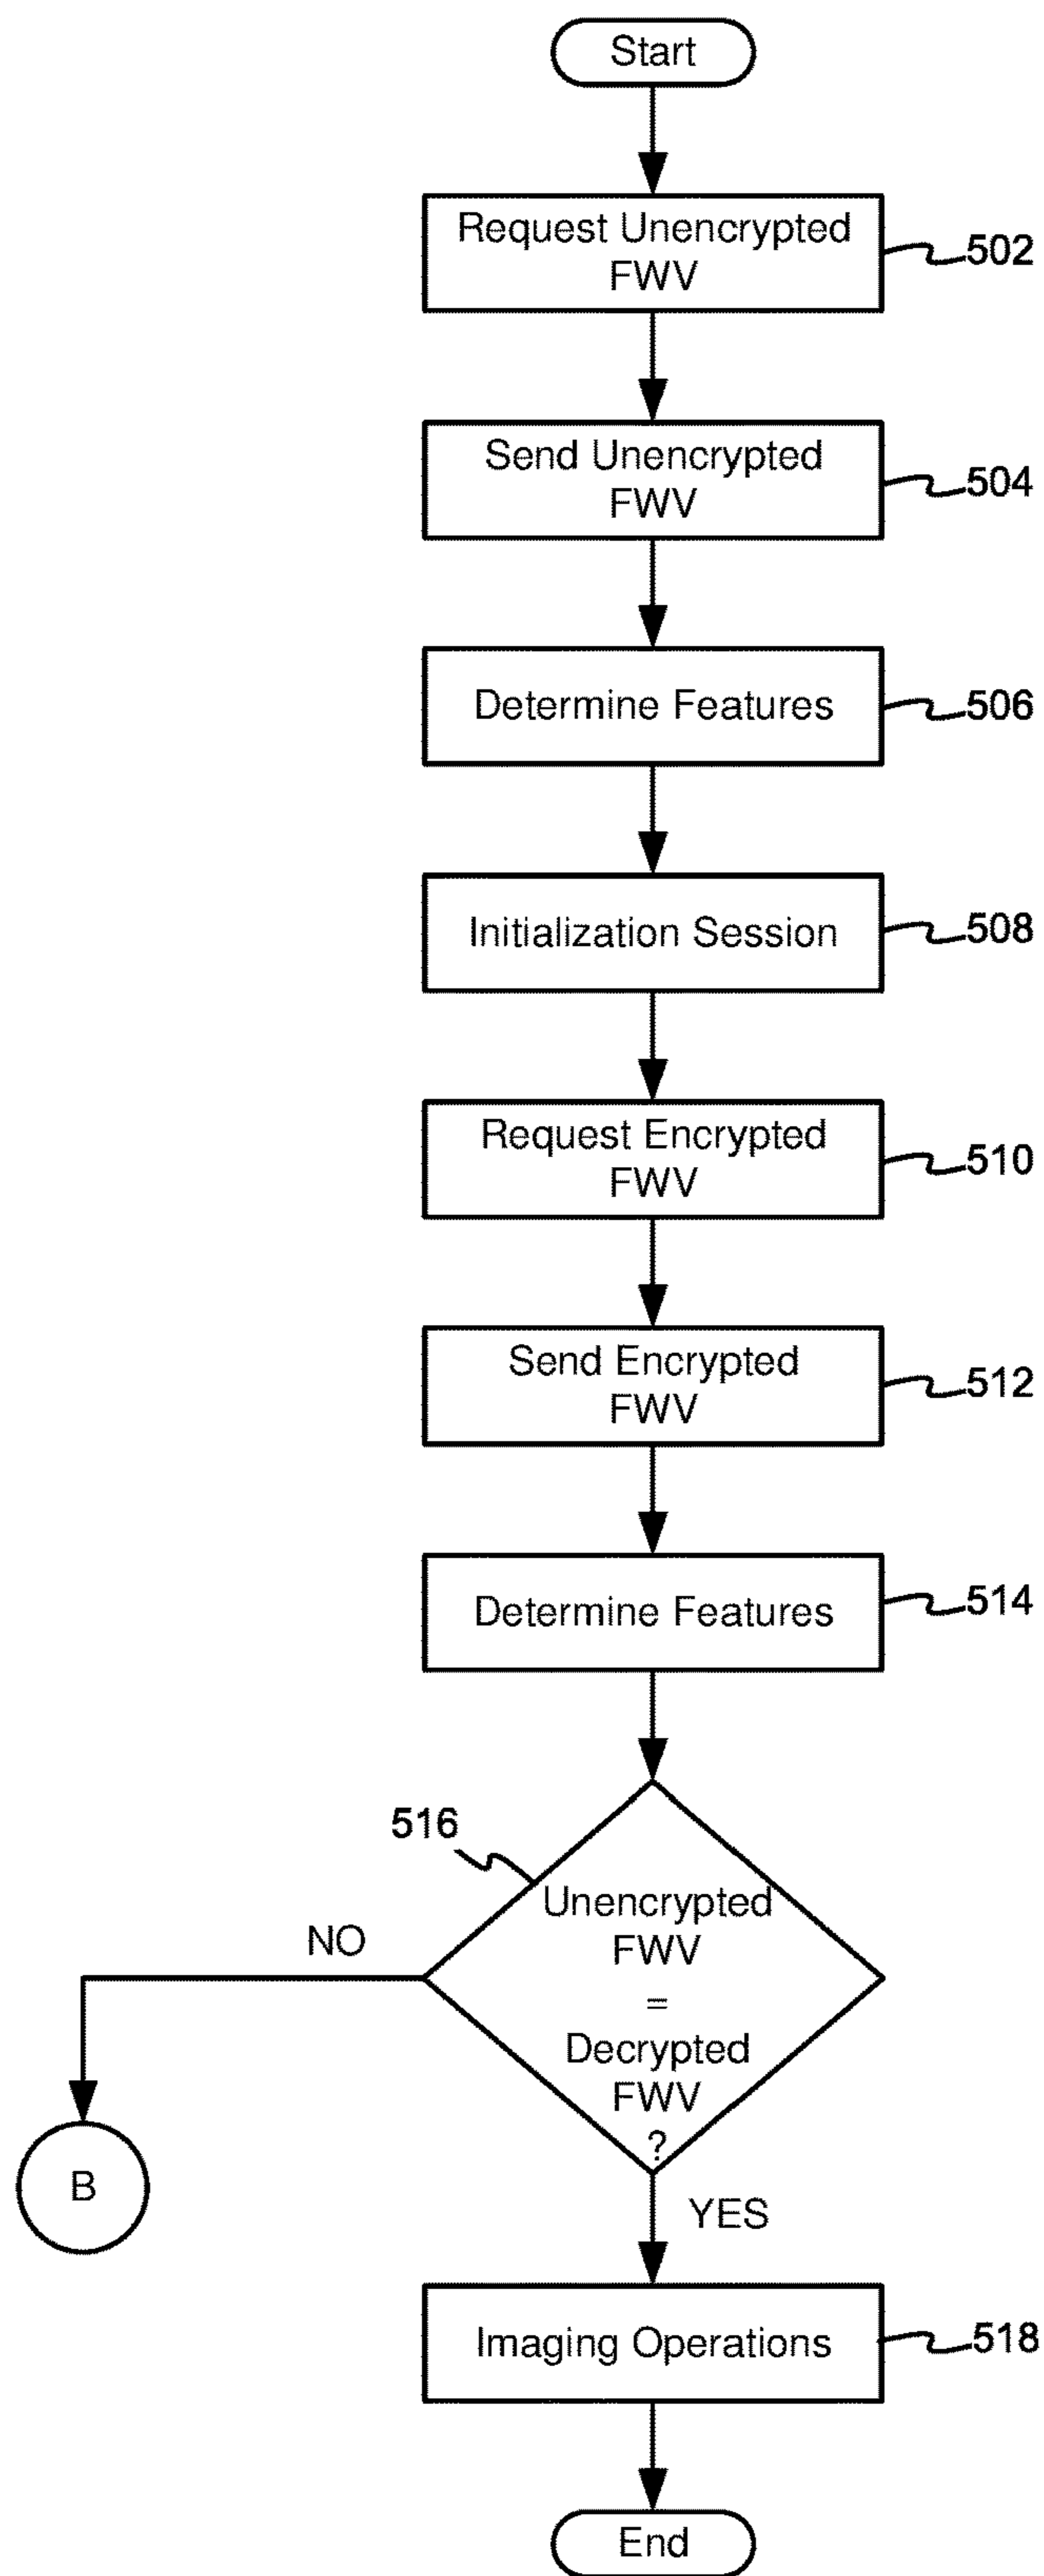 Start
Request Unencrypted
FWV
502
Send Unencrypted
FWV
504
Determine Features
506
Initialization Session
508
Request Encrypted
FWV
510
Send Encrypted
FWV
512
Determine Features
514
516
Unencrypted
FWV
=
Decrypted
FWV
?
NO
B
YES
Imaging Operations
518
End